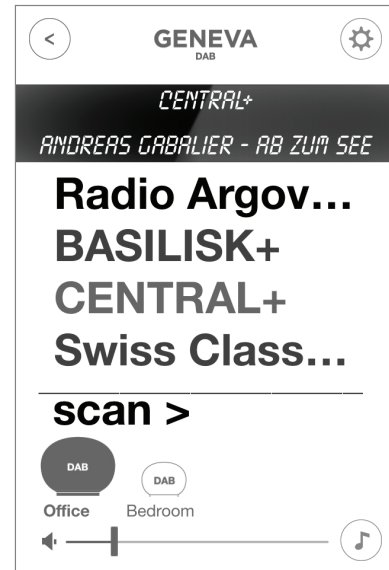 <
GENEVA
DAB
CENTRAL+
ANDREAS GABALIER - AB ZUM SEE
Radio Argov...
BASILISK+
CENTRAL+
Swiss Class...
scan >
DAB
DAB
Office
Bedroom